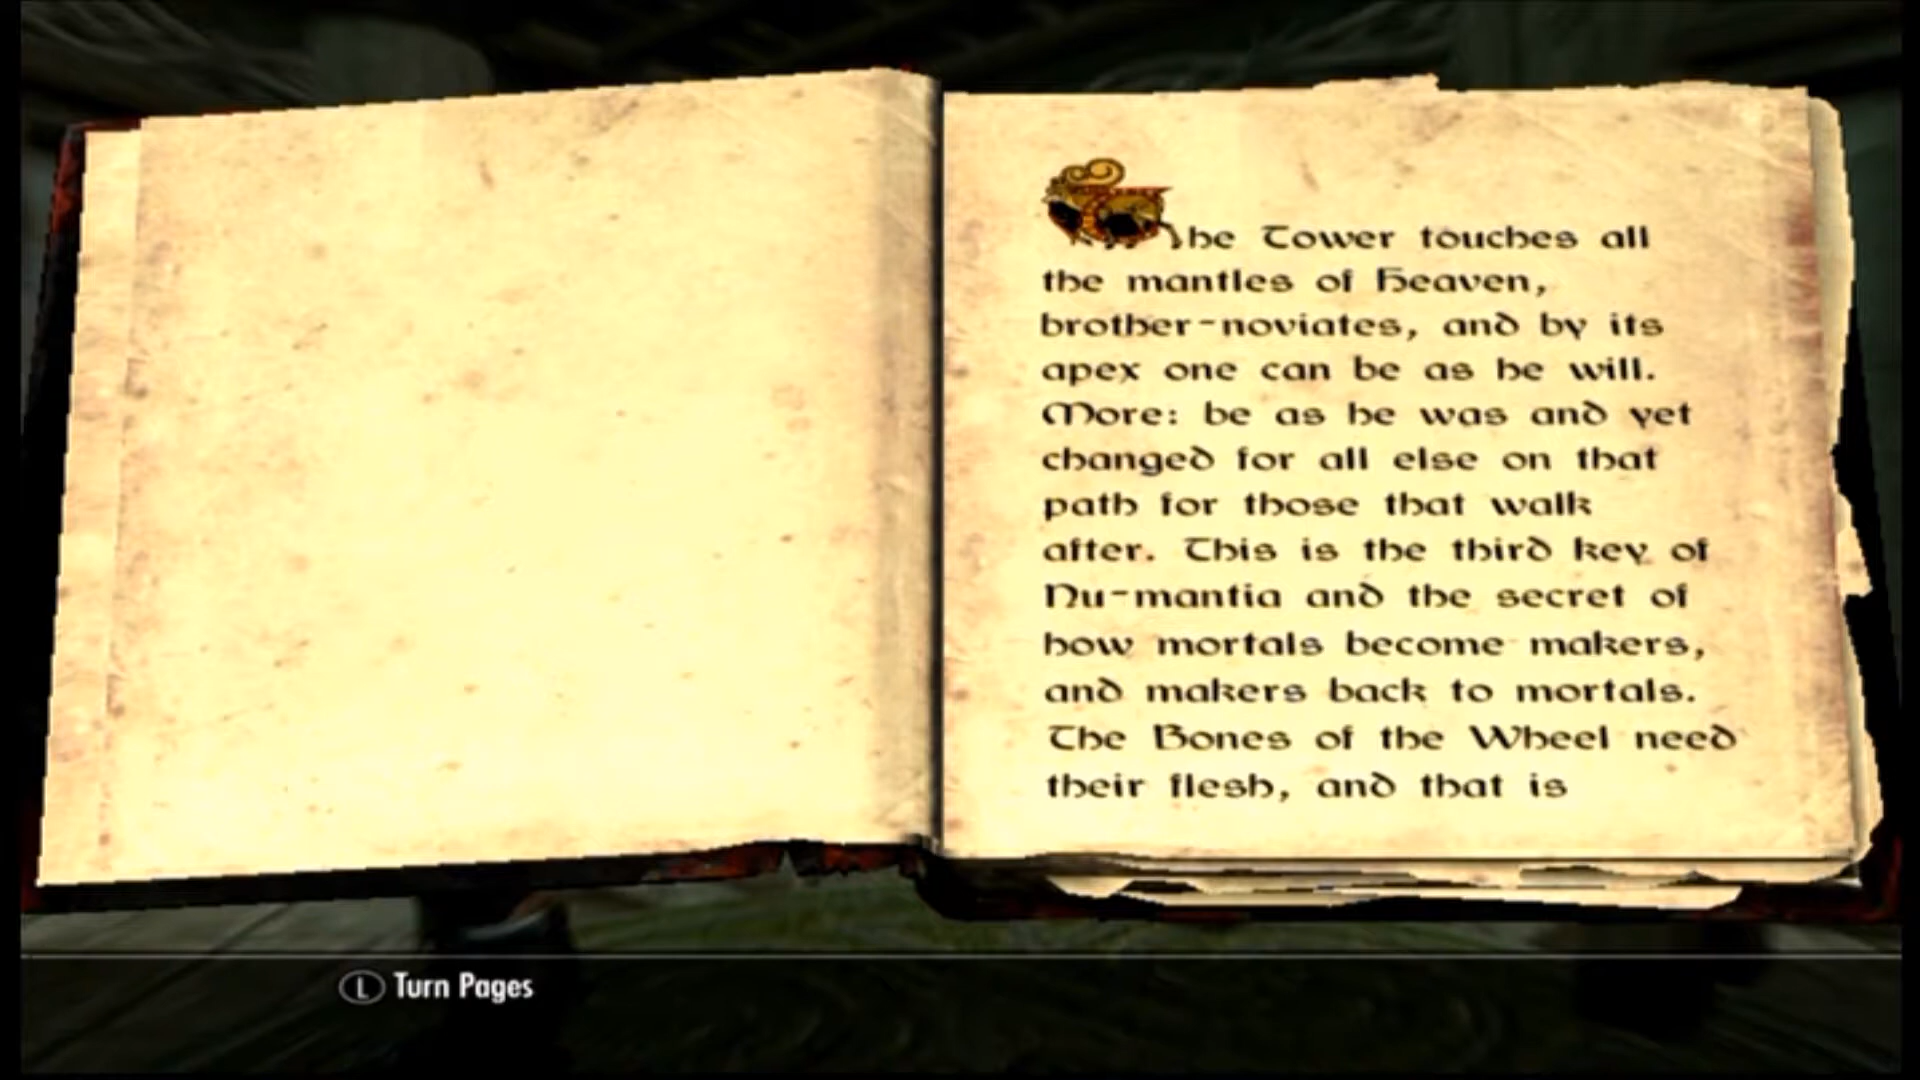 The Tower touches all
the mantles of Heaven,
brother-noviates, and by its
apex one can be as he will.
More: be as he was and yet
changed for all else on that
path for those that walk
after. This is the third key of
Nu-mantia and the secret of
how mortals become makers,
and makers back to mortals.
The Bones of the Wheel need
their flesh, and that is
L Turn Pages